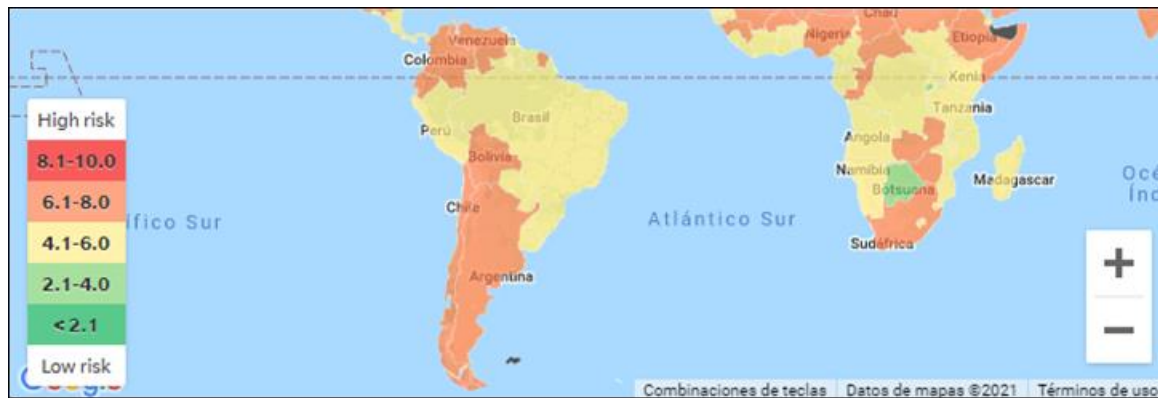 Chad
Venezuela
Nigeria
Etiopía
Colombia
Kenia
High risk
Brasil
Tanzania
8.1-10.0
Perú
Angola
Bolivia
6.1-8.0
Namibia
Botsuana
Madagascar
Océ
Índ
Chile
4.1-6.0
ífico Sur
Atlántico Sur
Sudáfrica
2.1-4.0
Argentina
<2.1
Low risk
Combinaciones de teclas Datos de mapas ©2021 Términos de uso